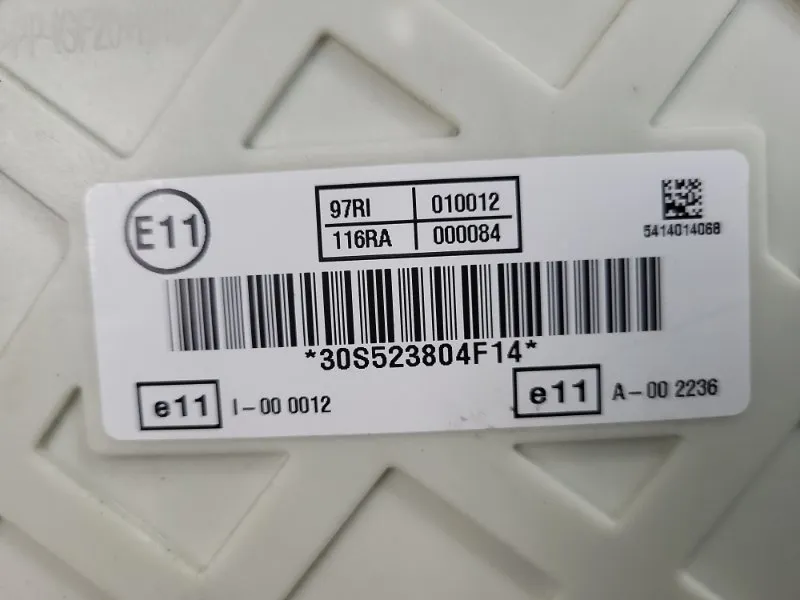 E11
97RI 010012
116RA 000084
5414014068
*30S523804F14*
e11 I-00 0012
e11 A-00 2236